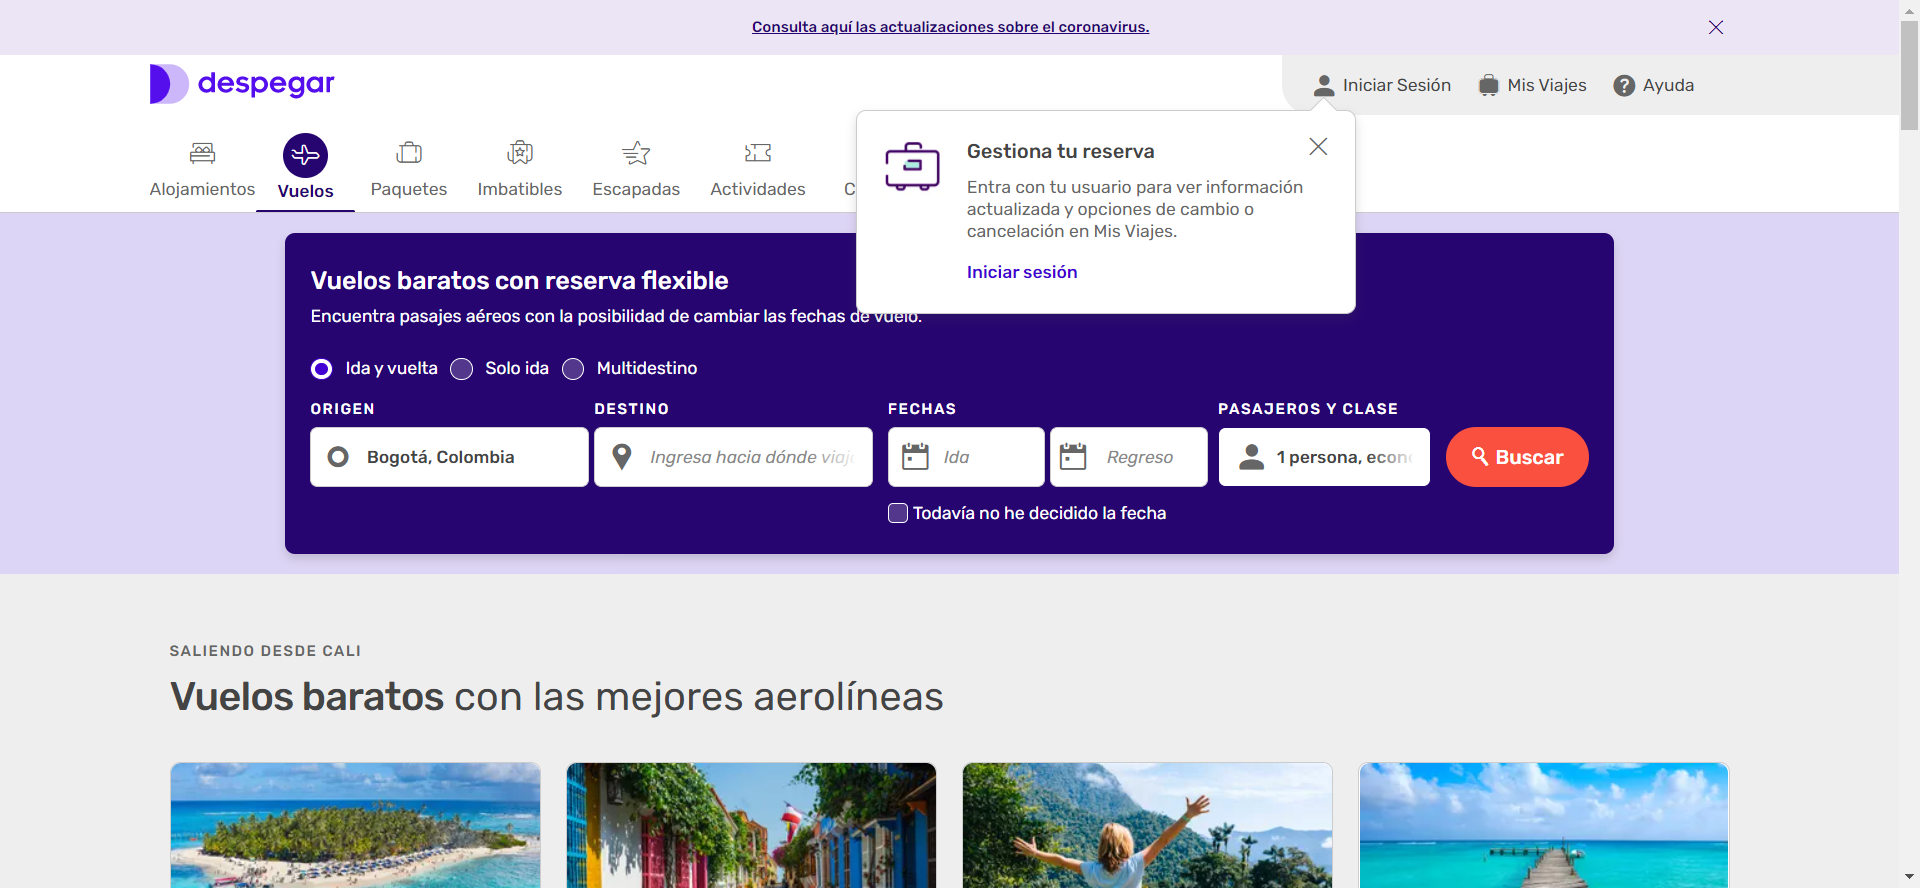 Consulta aquí las actualizaciones sobre el coronavirus.
despegar
Iniciar Sesión
Mis Viajes
Ayuda
Alojamientos
Vuelos
Paquetes
Imbatibles
Escapadas
Actividades
C
Gestiona tu reserva
Entra con tu usuario para ver información
actualizada y opciones de cambio o
cancelación en Mis Viajes.
Iniciar sesión
Vuelos baratos con reserva flexible
Encuentra pasajes aéreos con la posibilidad de cambiar las fechas de vuelo.
Ida y vuelta
Solo ida
Multidestino
ORIGEN
DESTINO
FECHAS
PASAJEROS Y CLASE
Bogotá, Colombia
Ingresa hacia dónde viaj
Ida
Regreso
1 persona, econ
Buscar
Todavía no he decidido la fecha
SALIENDO DESDE CALI
Vuelos baratos con las mejores aerolíneas